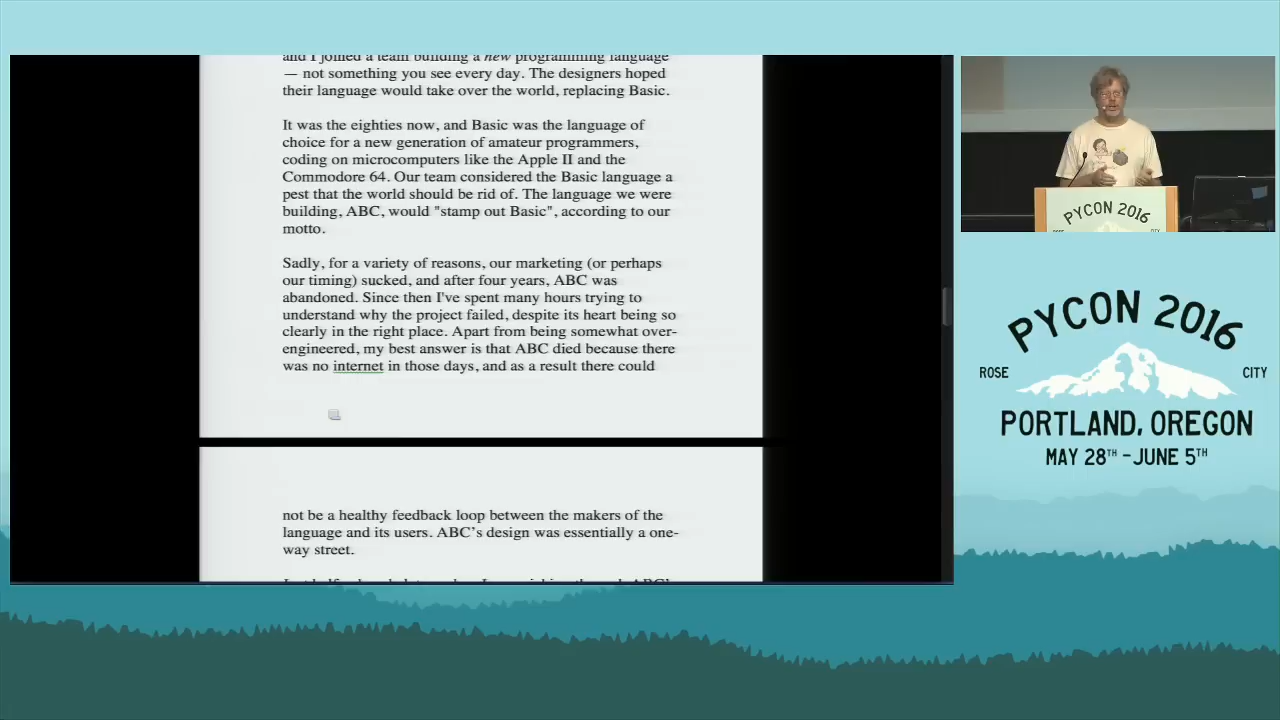 and I joined a team building a new programming language
— not something you see every day. The designers hoped
their language would take over the world, replacing Basic.
It was the eighties now, and Basic was the language of
choice for a new generation of amateur programmers,
coding on microcomputers like the Apple II and the
Commodore 64. Our team considered the Basic language a
pest that the world should be rid of. The language we were
building, ABC, would "stamp out Basic", according to our
motto.
Sadly, for a variety of reasons, our marketing (or perhaps
our timing) sucked, and after four years, ABC was
abandoned. Since then I've spent many hours trying to
understand why the project failed, despite its heart being so
clearly in the right place. Apart from being somewhat over-
engineered, my best answer is that ABC died because there
was no internet in those days, and as a result there could
not be a healthy feedback loop between the makers of the
language and its users. ABC's design was essentially a one-
way street.
PYCON 2016
PYCON 2016
ROSE CITY
PORTLAND, OREGON
MAY 28TH - JUNE 5TH